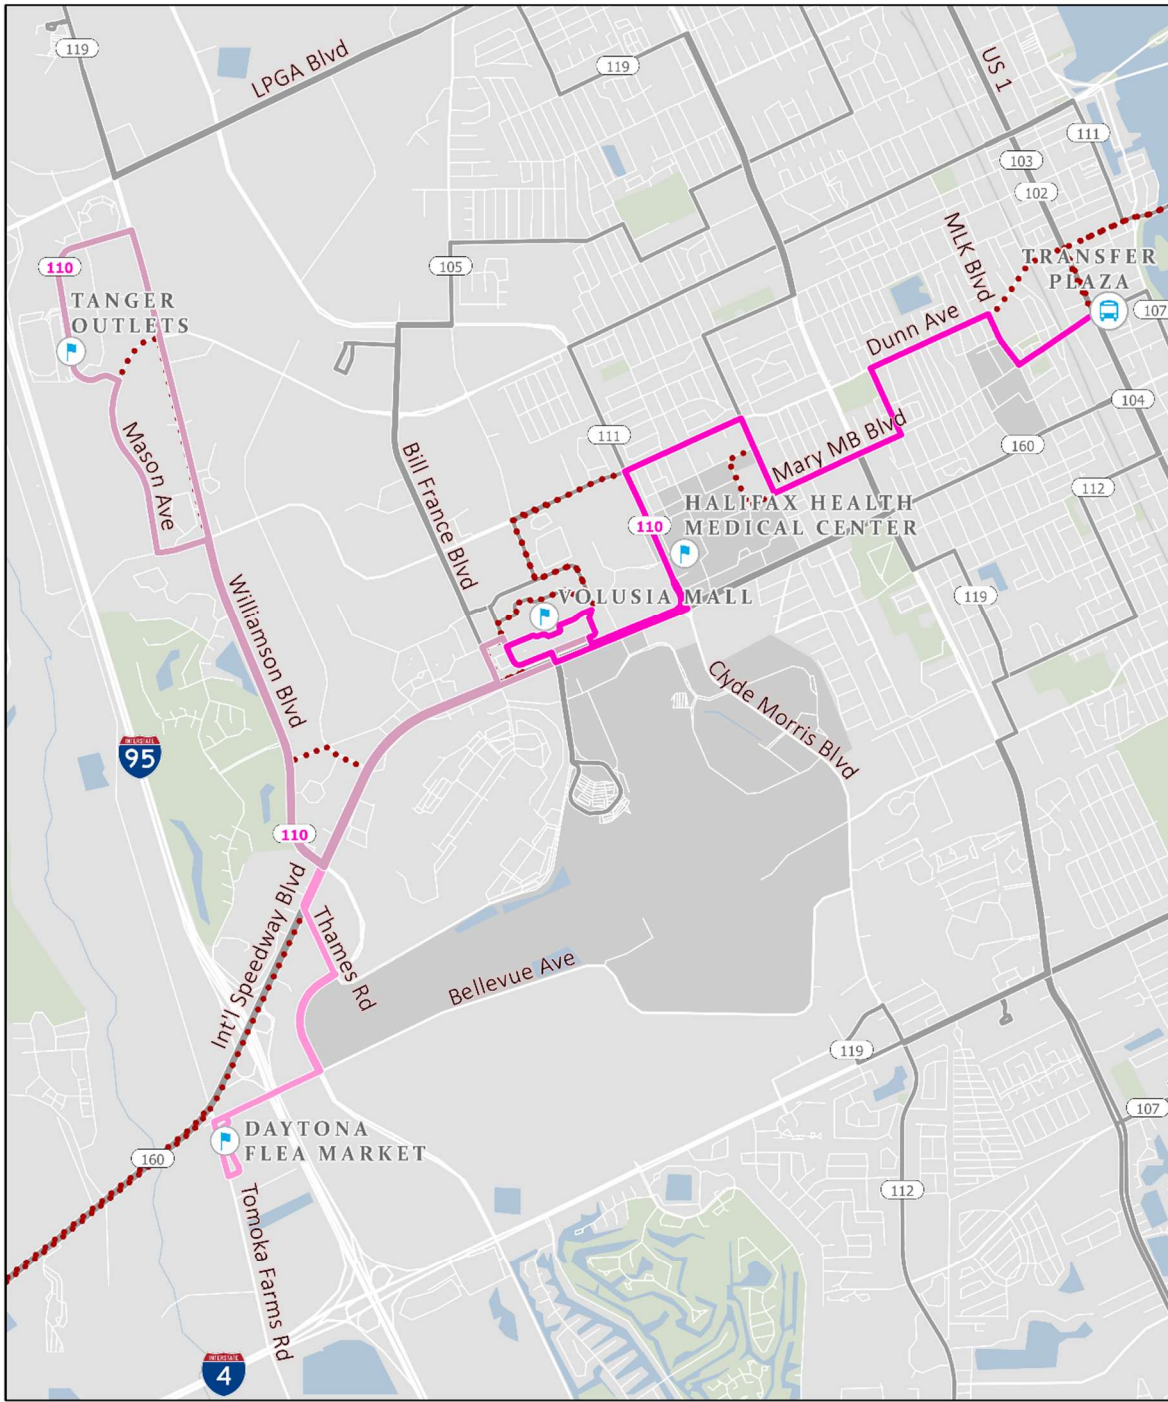 119
LPGA Blvd
119
US 1
111
103
102
MLK Blvd
TRANSFER
PLAZA
107
110
TANGER
OUTLETS
105
Dunn Ave
104
Mason Ave
111
Bill France Blvd
Mary MB Blvd
160
112
HALIFAX HEALTH
MEDICAL CENTER
110
VOLUSIA MALL
119
Williamson Blvd
Clyde Morris Blvd
INTERSTATE
95
110
Int'l Speedway Blvd
Thames Rd
Bellevue Ave
119
107
DAYTONA
FLEA MARKET
160
112
Tomoka Farms Rd
INTERSTATE
4